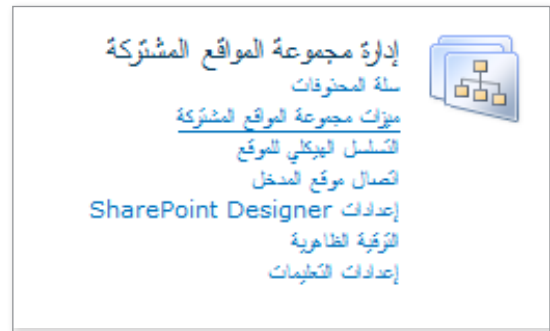 إدارة مجموعة المواقع المشتركة
سلة المحذوفات
ميزات مجموعة المواقع المشتركة
التسلسل الهيكلي للموقع
اتصال موقع المدخل
إعدادات SharePoint Designer
الترقية الظاهرية
إعدادات التعليمات